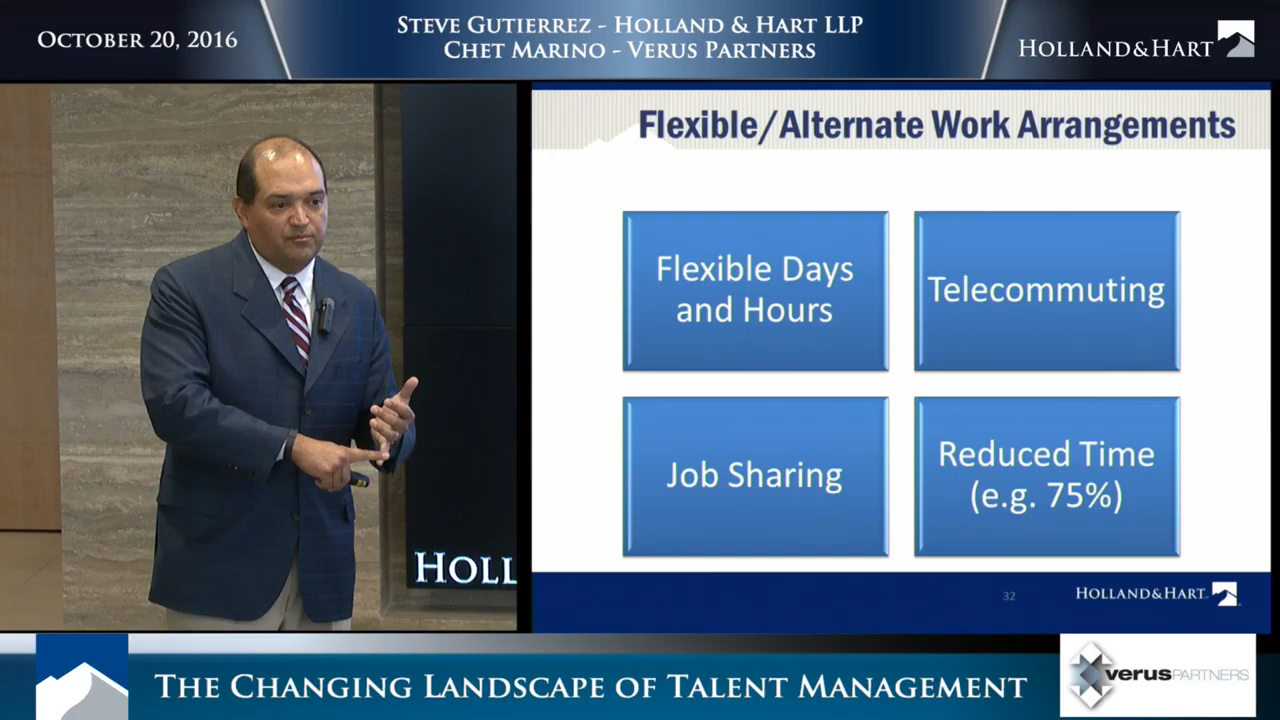 October 20, 2016
Steve Gutierrez - Holland & Hart LLP
Chet Marino - Verus Partners
Holland & Hart
Flexible/Alternate Work Arrangements
Flexible Days
and Hours
Telecommuting
Job Sharing
Reduced Time
(e.g. 75%)
Holl
32
Holland & Hart
The Changing Landscape of Talent Management
verusPARTNERS